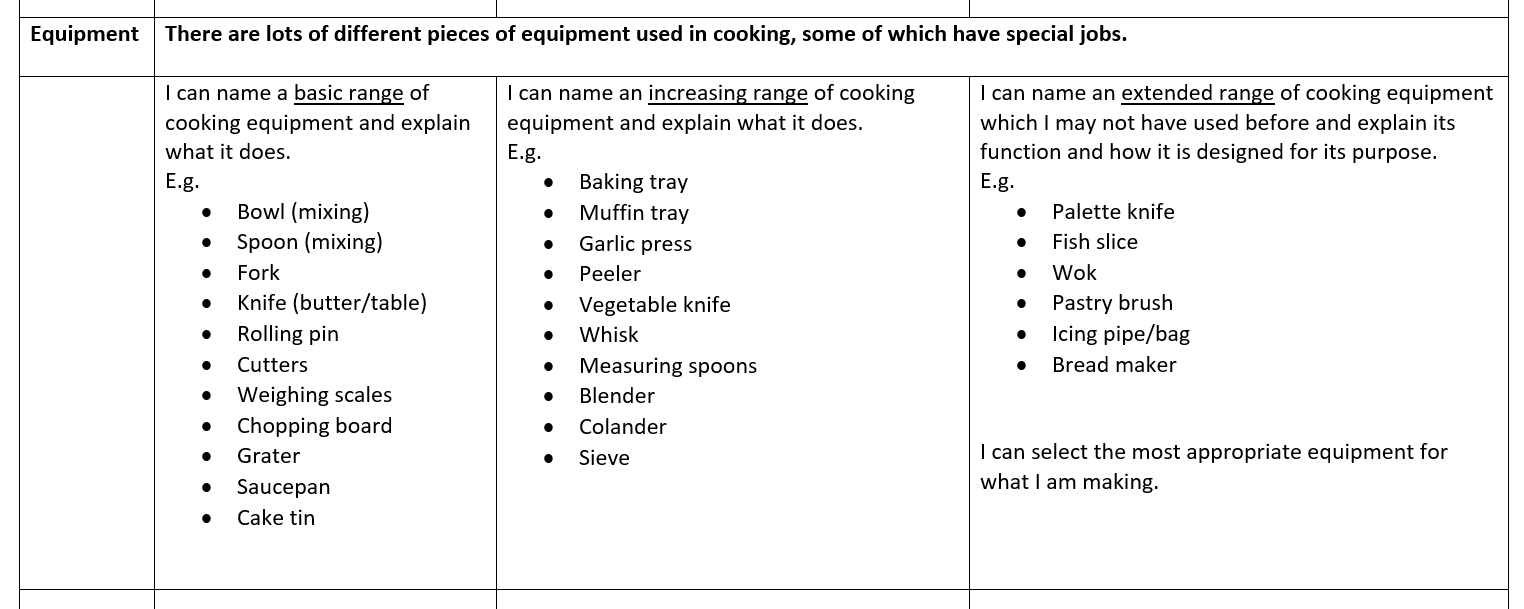 Equipment
There are lots of different pieces of equipment used in cooking, some of which have special jobs.
I can name a basic range of
cooking equipment and explain
what it does.
E.g.
• Bowl (mixing)
• Spoon (mixing)
• Fork
• Knife (butter/table)
• Rolling pin
• Cutters
• Weighing scales
• Chopping board
• Grater
• Saucepan
• Cake tin
I can name an increasing range of cooking
equipment and explain what it does.
E.g.
• Baking tray
• Muffin tray
• Garlic press
• Peeler
• Vegetable knife
• Whisk
• Measuring spoons
• Blender
• Colander
• Sieve
I can name an extended range of cooking equipment
which I may not have used before and explain its
function and how it is designed for its purpose.
E.g.
• Palette knife
• Fish slice
• Wok
• Pastry brush
• Icing pipe/bag
• Bread maker
I can select the most appropriate equipment for
what I am making.